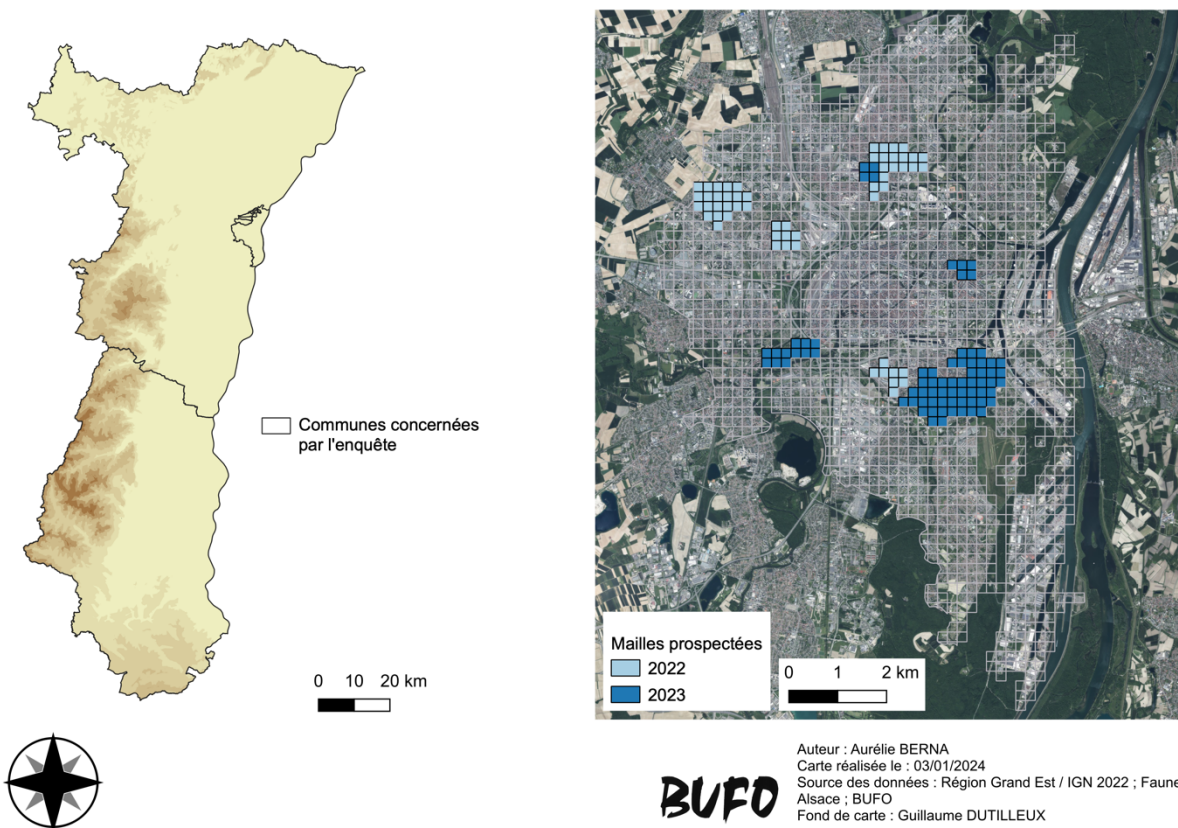 Communes concernées
par l'enquête
0 10 20 km
Mailles prospectées
2022
2023
0 1 2 km
BUFO
Auteur : Aurélie BERNA
Carte réalisée le : 03/01/2024
Source des données : Région Grand Est / IGN 2022 ; Faune
Alsace ; BUFO
Fond de carte : Guillaume DUTILLEUX